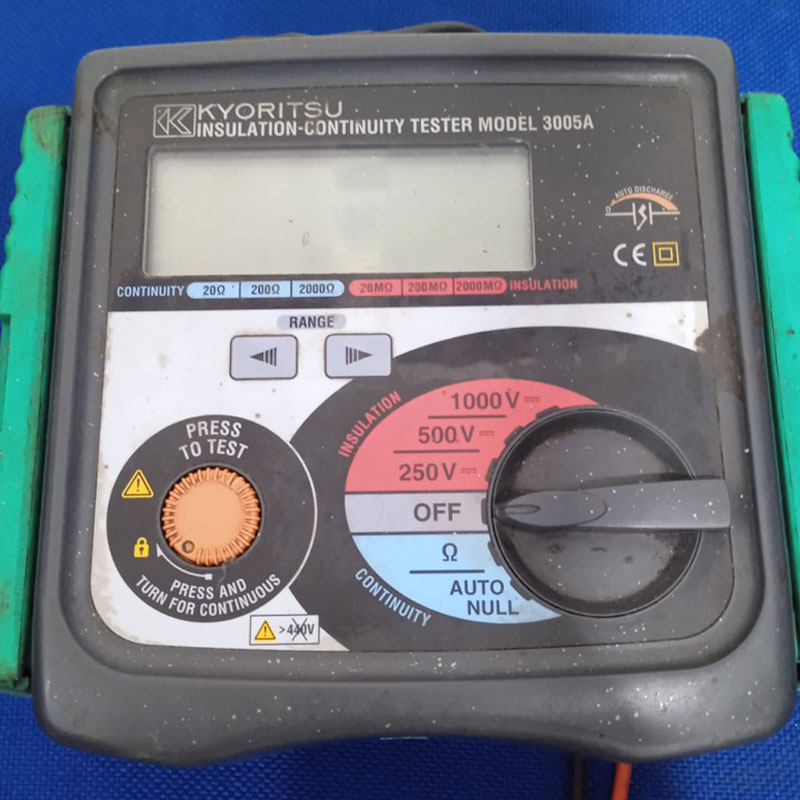 KYORITSU
INSULATION-CONTINUITY TESTER MODEL 3005A
AUTO DISCHARGE
CE
CONTINUITY 20Ω 200Ω 2000Ω 20MΩ 200MΩ 2000MΩ INSULATION
RANGE
PRESS
TO TEST
PRESS AND
TURN FOR CONTINUOUS
>440V
INSULATION
1000V
500V
250V
OFF
Ω
AUTO
NULL
CONTINUITY